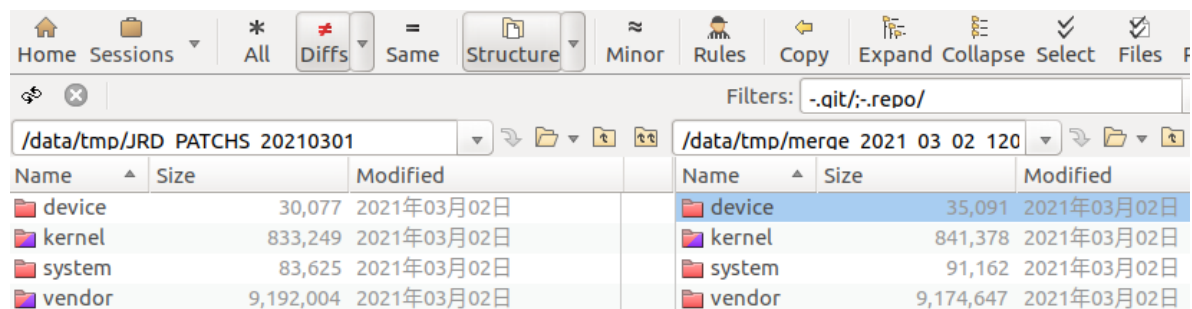 Home Sessions * All ≠ Diffs = Same Structure ≈ Minor Rules Copy Expand Collapse Select Files
Filters: -.git/;-.repo/
/data/tmp/JRD_PATCHS_20210301 /data/tmp/merge_2021_03_02_120
Name Size Modified Name Size Modified
device 30,077 2021年03月02日 device 35,091 2021年03月02日
kernel 833,249 2021年03月02日 kernel 841,378 2021年03月02日
system 83,625 2021年03月02日 system 91,162 2021年03月02日
vendor 9,192,004 2021年03月02日 vendor 9,174,647 2021年03月02日